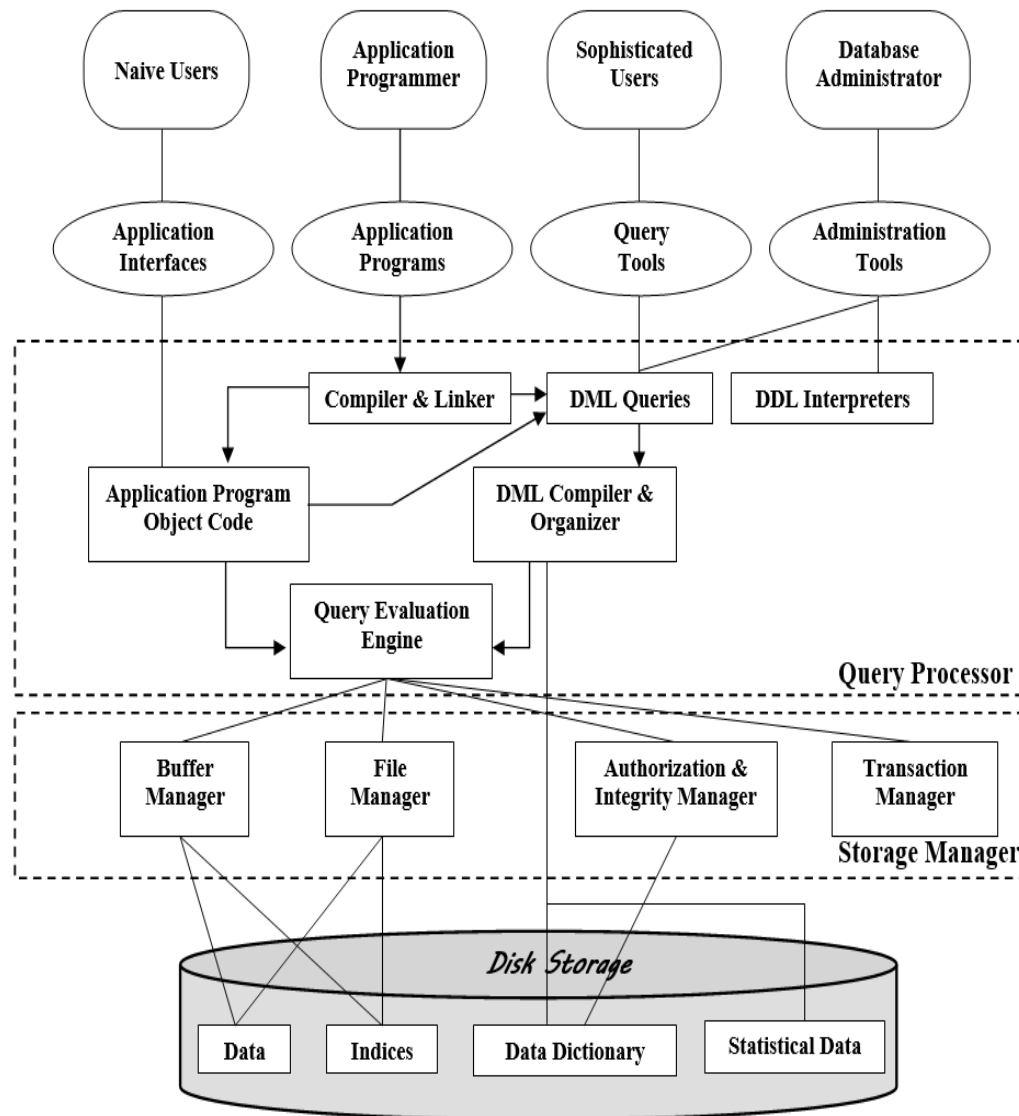 Naive Users
Application
Programmer
Sophisticated
Users
Database
Administrator
Application
Interfaces
Application
Programs
Query
Tools
Administration
Tools
Compiler & Linker
DML Queries
DDL Interpreters
Application Program
Object Code
DML Compiler &
Organizer
Query Evaluation
Engine
Query Processor
Buffer
Manager
File
Manager
Authorization &
Integrity Manager
Transaction
Manager
Storage Manager
Disk Storage
Data
Indices
Data Dictionary
Statistical Data